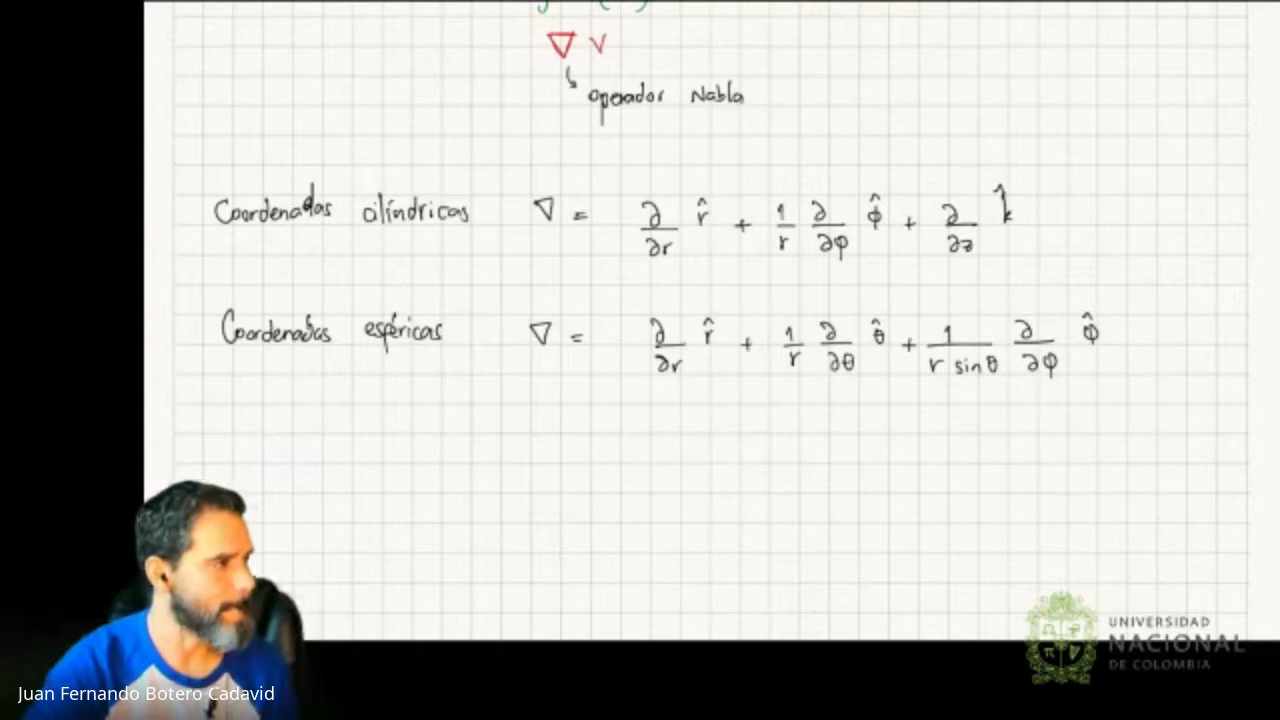 ∇ V
operador Nabla
Coordenadas cilíndricas ∇ = ∂/∂r r̂ + 1/r ∂/∂φ φ̂ + ∂/∂z k̂
Coordenadas esféricas ∇ = ∂/∂r r̂ + 1/r ∂/∂θ θ̂ + 1/(r sinθ) ∂/∂φ φ̂
UNIVERSIDAD
NACIONAL
DE COLOMBIA
Juan Fernando Botero Cadavid